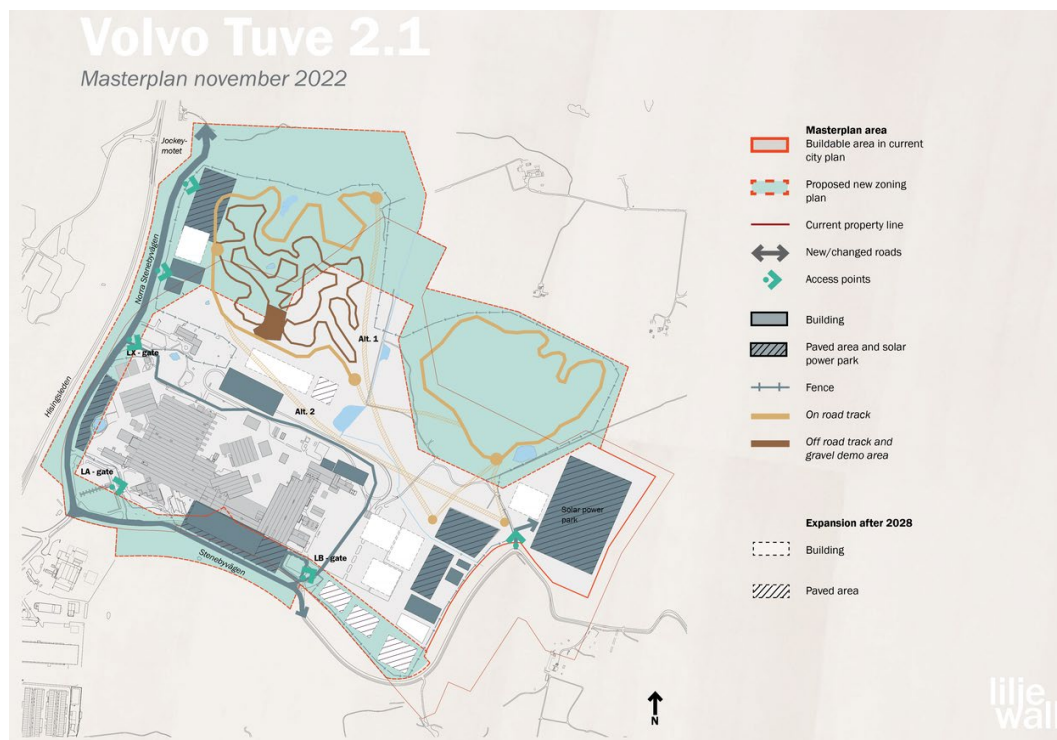 Volvo Tuve 2.1
Masterplan november 2022
Jockey-
motet
Norra Stenebyvägen
Hisingsleden
LX - gate
Alt. 1
Alt. 2
LA - gate
Stenebyvägen
LB - gate
Solar power
park
N
Masterplan area
Buildable area in current
city plan
Proposed new zoning
plan
Current property line
New/changed roads
Access points
Building
Paved area and solar
power park
Fence
On road track
Off road track and
gravel demo area
Expansion after 2028
Building
Paved area
lilje
wall